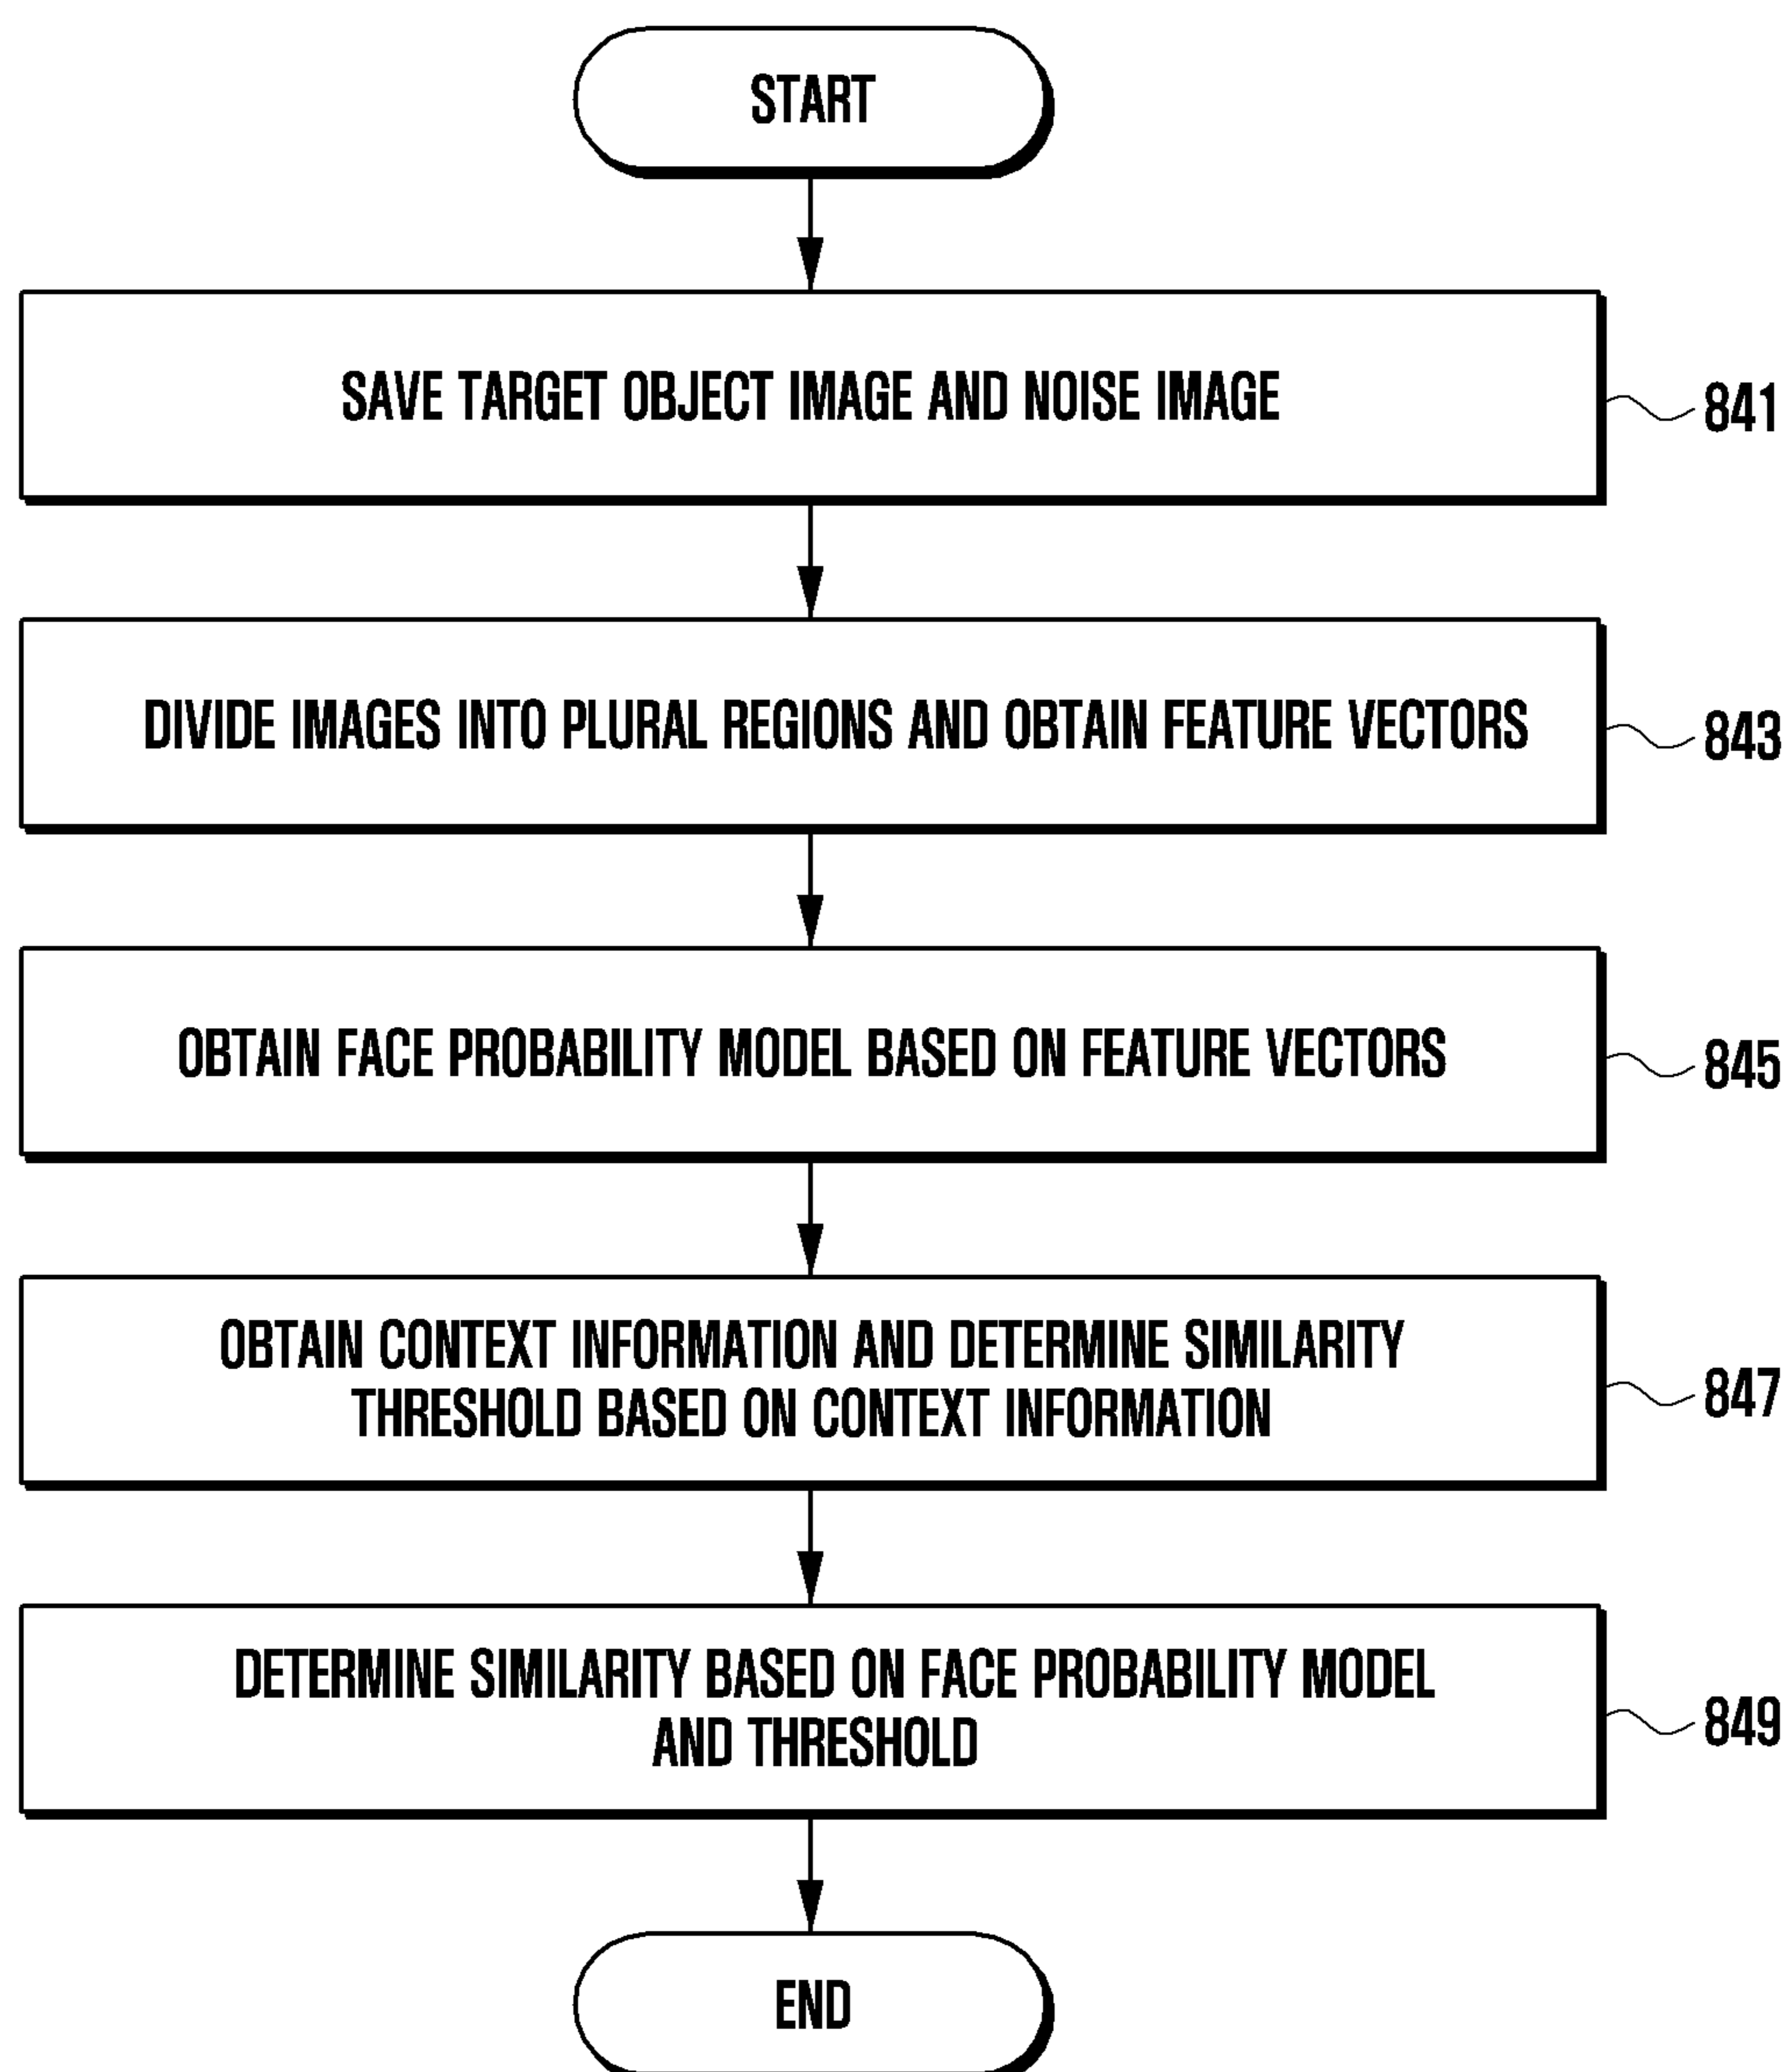 START
SAVE TARGET OBJECT IMAGE AND NOISE IMAGE
841
DIVIDE IMAGES INTO PLURAL REGIONS AND OBTAIN FEATURE VECTORS
843
OBTAIN FACE PROBABILITY MODEL BASED ON FEATURE VECTORS
845
OBTAIN CONTEXT INFORMATION AND DETERMINE SIMILARITY
THRESHOLD BASED ON CONTEXT INFORMATION
847
DETERMINE SIMILARITY BASED ON FACE PROBABILITY MODEL
AND THRESHOLD
849
END